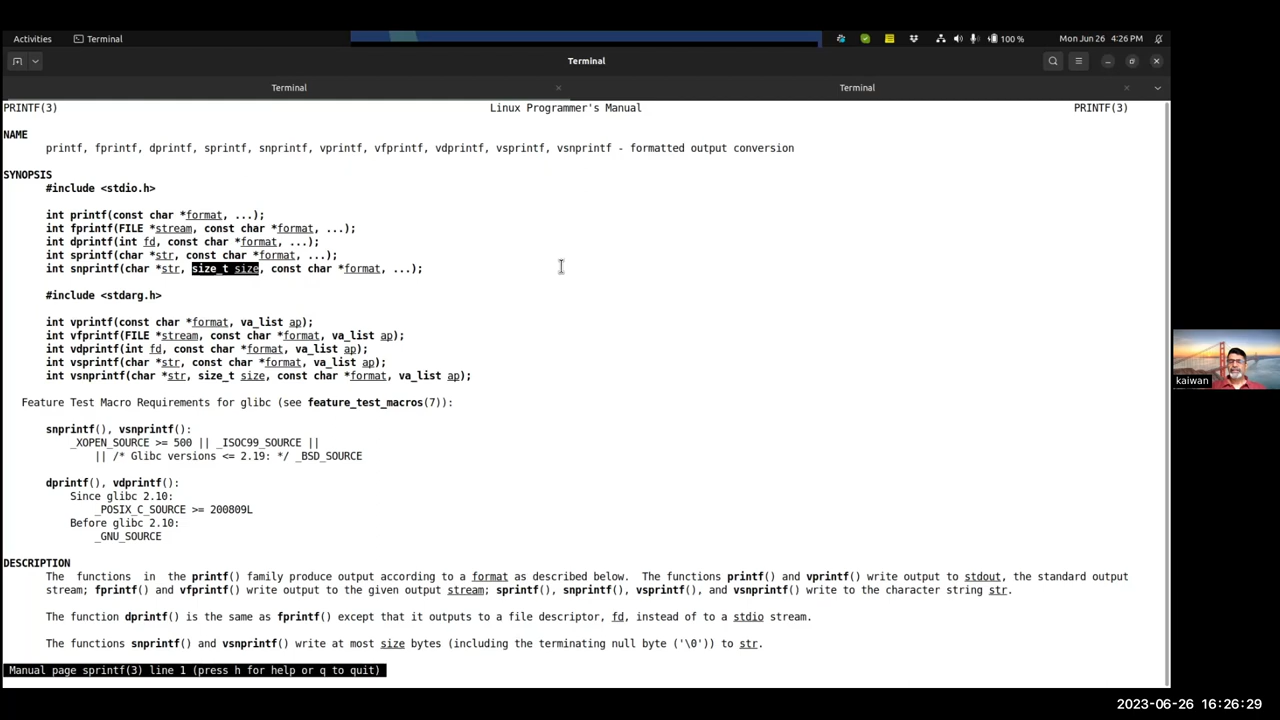 Activities Terminal 100 % Mon Jun 26 4:26 PM
Terminal
Terminal Terminal
PRINTF(3) Linux Programmer's Manual PRINTF(3)
NAME
printf, fprintf, dprintf, sprintf, snprintf, vprintf, vfprintf, vdprintf, vsprintf, vsnprintf - formatted output conversion
SYNOPSIS
#include <stdio.h>
int printf(const char *format, ...);
int fprintf(FILE *stream, const char *format, ...);
int dprintf(int fd, const char *format, ...);
int sprintf(char *str, const char *format, ...);
int snprintf(char *str, size_t size, const char *format, ...);
#include <stdarg.h>
int vprintf(const char *format, va_list ap);
int vfprintf(FILE *stream, const char *format, va_list ap);
int vdprintf(int fd, const char *format, va_list ap);
int vsprintf(char *str, const char *format, va_list ap);
int vsnprintf(char *str, size_t size, const char *format, va_list ap);
Feature Test Macro Requirements for glibc (see feature_test_macros(7)):
snprintf(), vsnprintf():
_XOPEN_SOURCE >= 500 || _ISOC99_SOURCE ||
|| /* Glibc versions <= 2.19: */ _BSD_SOURCE
dprintf(), vdprintf():
Since glibc 2.10:
_POSIX_C_SOURCE >= 200809L
Before glibc 2.10:
_GNU_SOURCE
DESCRIPTION
The functions in the printf() family produce output according to a format as described below. The functions printf() and vprintf() write output to stdout, the standard output
stream; fprintf() and vfprintf() write output to the given output stream; sprintf(), snprintf(), vsprintf(), and vsnprintf() write to the character string str.
The function dprintf() is the same as fprintf() except that it outputs to a file descriptor, fd, instead of to a stdio stream.
The functions snprintf() and vsnprintf() write at most size bytes (including the terminating null byte ('\0')) to str.
Manual page sprintf(3) line 1 (press h for help or q to quit)
kaiwan
2023-06-26 16:26:29